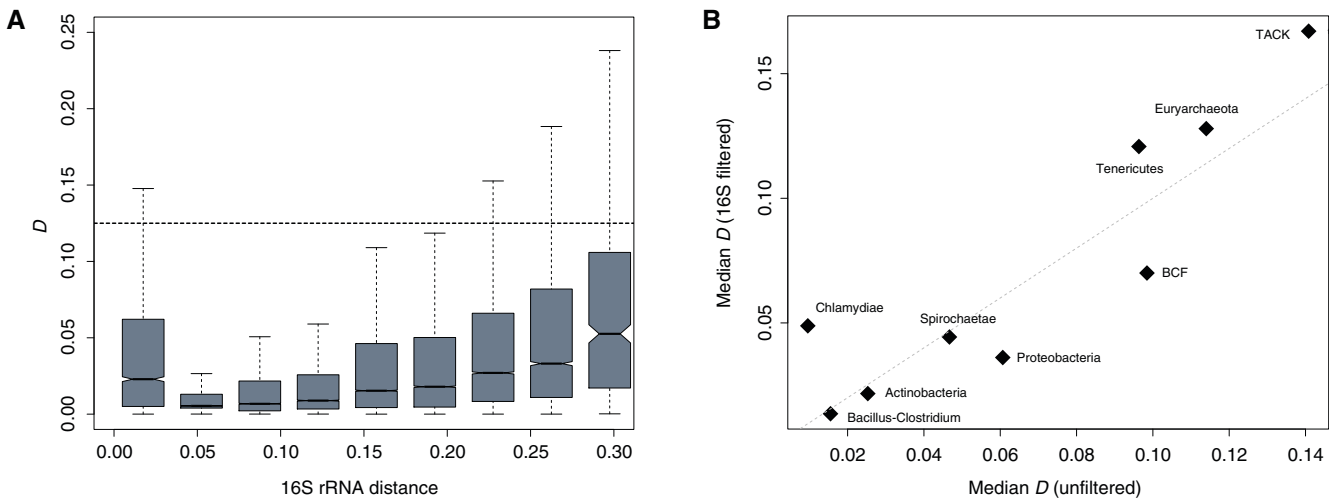 A
0.25
0.20
0.15
0.10
0.05
0.00
D
0.00 0.05 0.10 0.15 0.20 0.25 0.30
16S rRNA distance
B
TACK
Euryarchaeota
Tenericutes
BCF
Chlamydiae
Spirochaetae
Proteobacteria
Actinobacteria
Bacillus-Clostridium
0.15
0.10
0.05
Median D (16S filtered)
0.02 0.04 0.06 0.08 0.10 0.12 0.14
Median D (unfiltered)